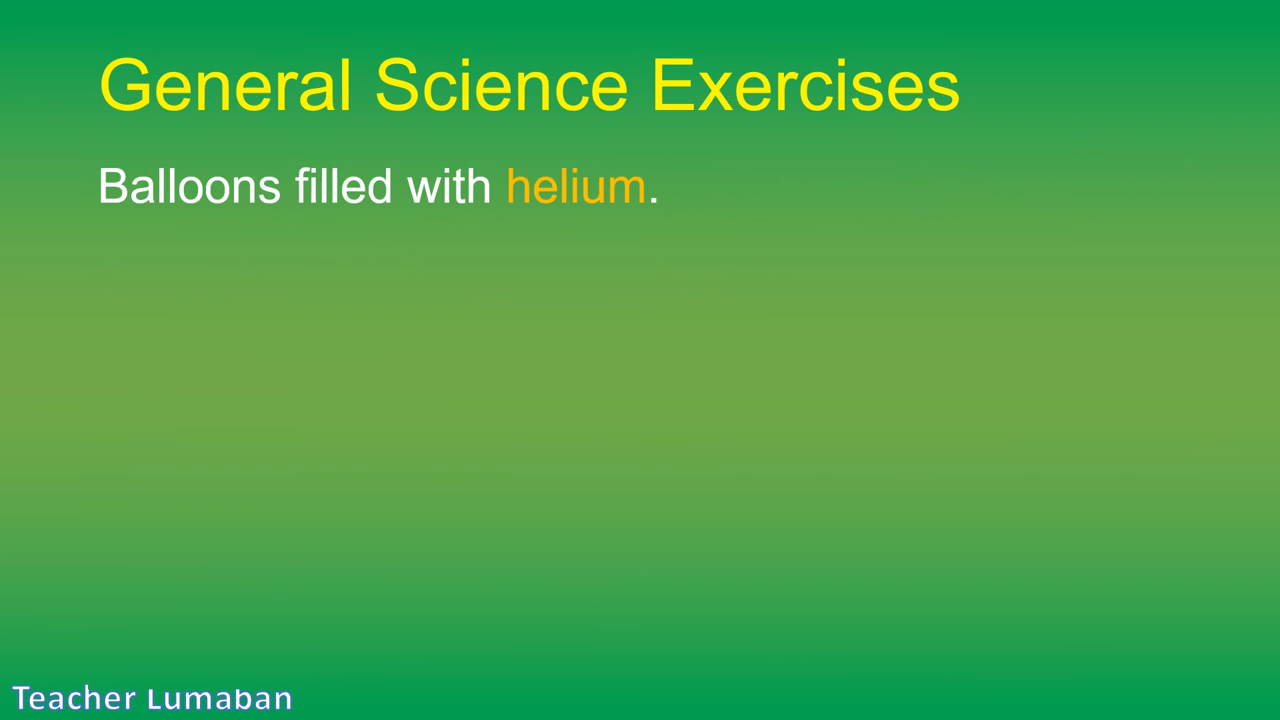 General Science Exercises
Balloons filled with helium.
Teacher Lumaban